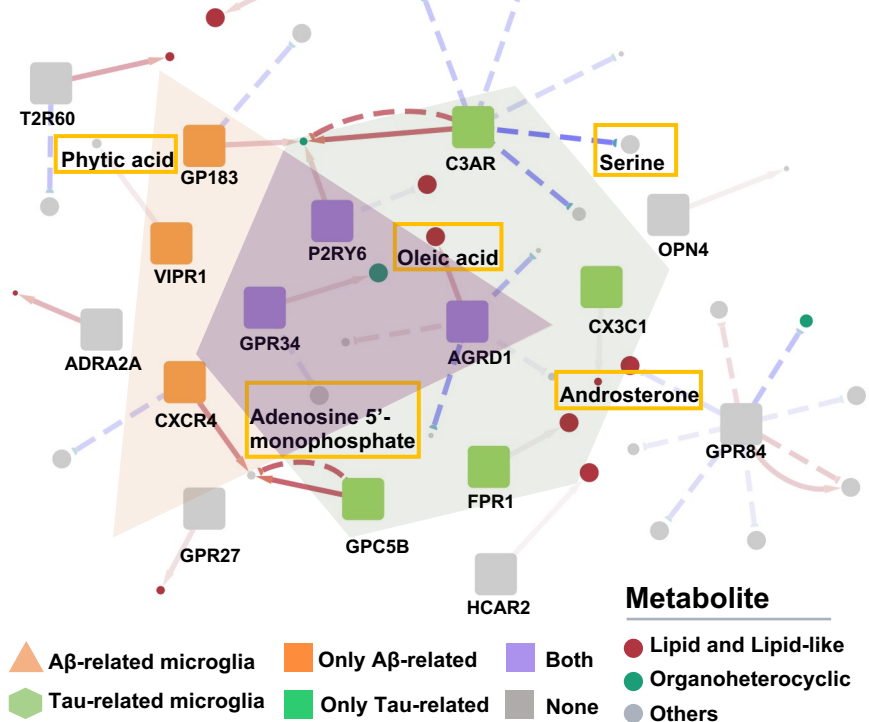 T2R60
Phytic acid
GP183
C3AR
Serine
VIPR1
P2RY6
Oleic acid
OPN4
ADRA2A
GPR34
AGRD1
CX3C1
CXCR4
Adenosine 5'-
monophosphate
Androsterone
GPR84
FPR1
GPR27
GPC5B
HCAR2
Metabolite
Aβ-related microglia
Only Aβ-related
Both
Lipid and Lipid-like
Tau-related microglia
Only Tau-related
None
Organoheterocyclic
Others